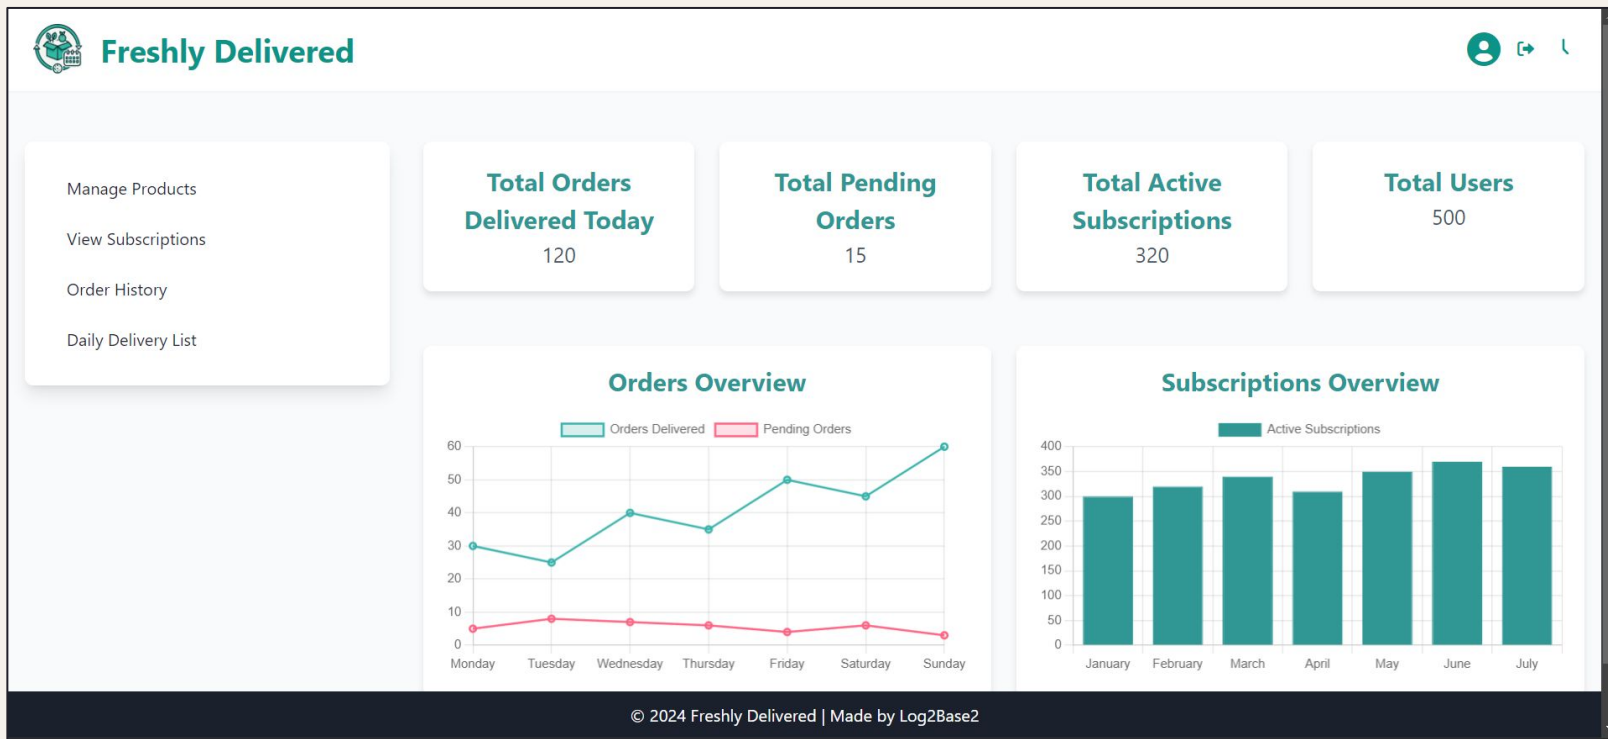 Freshly Delivered
Manage Products
View Subscriptions
Order History
Daily Delivery List
Total Orders
Delivered Today
120
Total Pending
Orders
15
Total Active
Subscriptions
320
Total Users
500
Orders Overview
Orders Delivered Pending Orders
60
50
40
30
20
10
0
Monday Tuesday Wednesday Thursday Friday Saturday Sunday
Subscriptions Overview
Active Subscriptions
400
350
300
250
200
150
100
50
0
January February March April May June July
© 2024 Freshly Delivered | Made by Log2Base2